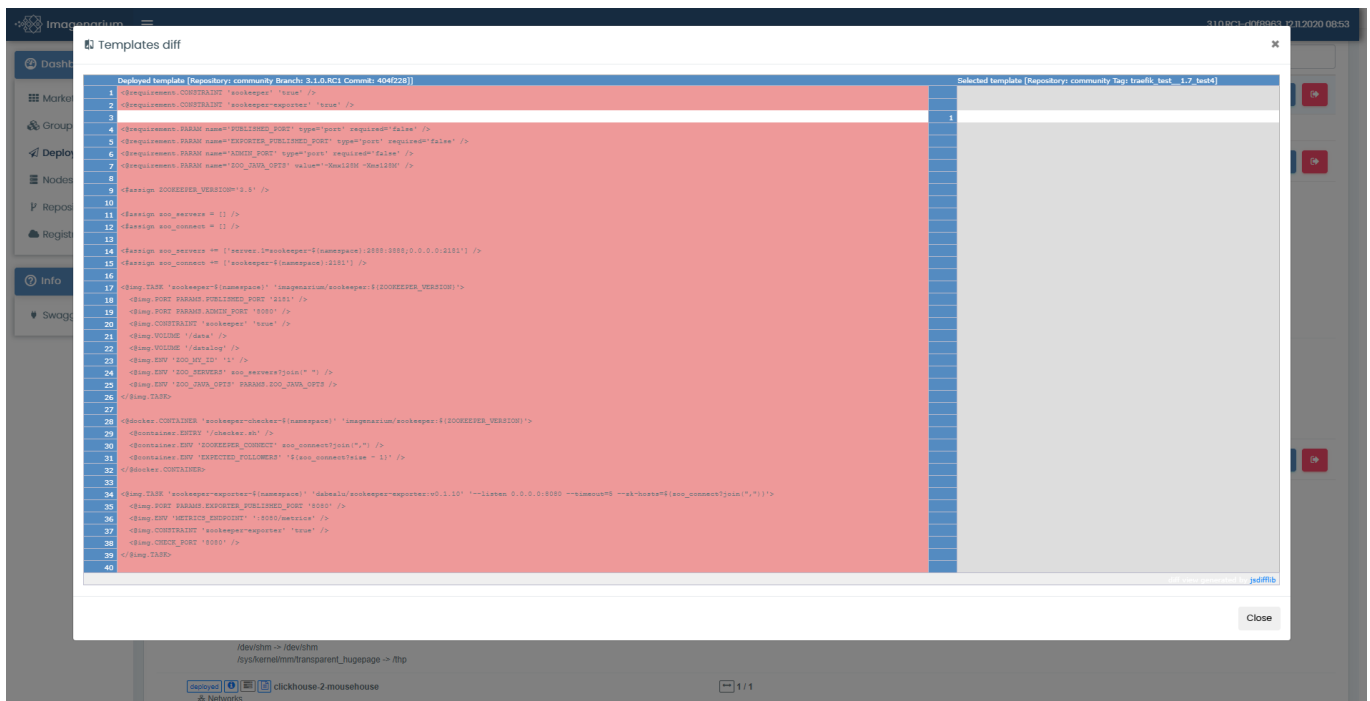 Imagenarium
3.1.0.RC3-d0f8963, 12.11.2020 08:53
Templates diff
Dashb
Market
Group
Deploy
Nodes
Repos
Registr
Info
Swagg
Deployed template [Repository: community Branch: 3.1.0.RC1 Commit: 404f228]]
Selected template [Repository: community Tag: traefik_test__1.7_test4]
1 <@requirement.CONSTRAINT 'zookeeper' 'true' />
2 <@requirement.CONSTRAINT 'zookeeper-exporter' 'true' />
3 1
4 <@requirement.PARAM name='PUBLISHED_PORT' type='port' required='false' />
5 <@requirement.PARAM name='EXPORTER_PUBLISHED_PORT' type='port' required='false' />
6 <@requirement.PARAM name='ADMIN_PORT' type='port' required='false' />
7 <@requirement.PARAM name='ZOO_JAVA_OPTS' value='-Xmx128M -Xms128M' />
8
9 <#assign ZOOKEEPER_VERSION='3.5' />
10
11 <#assign zoo_servers = [] />
12 <#assign zoo_connect = [] />
13
14 <#assign zoo_servers += ['server.1=zookeeper-${namespace}:2888:3888;0.0.0.0:2181'] />
15 <#assign zoo_connect += ['zookeeper-${namespace}:2181'] />
16
17 <@img.TASK 'zookeeper-${namespace}' 'imagenarium/zookeeper:${ZOOKEEPER_VERSION}'>
18 <@img.PORT PARAMS.PUBLISHED_PORT '2181' />
19 <@img.PORT PARAMS.ADMIN_PORT '8080' />
20 <@img.CONSTRAINT 'zookeeper' 'true' />
21 <@img.VOLUME '/data' />
22 <@img.VOLUME '/datalog' />
23 <@img.ENV 'ZOO_MY_ID' '1' />
24 <@img.ENV 'ZOO_SERVERS' zoo_servers?join(" ") />
25 <@img.ENV 'ZOO_JAVA_OPTS' PARAMS.ZOO_JAVA_OPTS />
26 </@img.TASK>
27
28 <@docker.CONTAINER 'zookeeper-checker-${namespace}' 'imagenarium/zookeeper:${ZOOKEEPER_VERSION}'>
29 <@container.ENTRY '/checker.sh' />
30 <@container.ENV 'ZOOKEEPER_CONNECT' zoo_connect?join(",") />
31 <@container.ENV 'EXPECTED_FOLLOWERS' '${zoo_connect?size - 1}' />
32 </@docker.CONTAINER>
33
34 <@img.TASK 'zookeeper-exporter-${namespace}' 'dabealu/zookeeper-exporter:v0.1.10' '--listen 0.0.0.0:8080 --timeout=5 --zk-hosts=${zoo_connect?join(",")}'>
35 <@img.PORT PARAMS.EXPORTER_PUBLISHED_PORT '8080' />
36 <@img.ENV 'METRICS_ENDPOINT' ':8080/metrics' />
37 <@img.CONSTRAINT 'zookeeper-exporter' 'true' />
38 <@img.CHECK_PORT '8080' />
39 </@img.TASK>
40
diff view generated by jsdifflib
Close
/dev/shm -> /dev/shm
/sys/kernel/mm/transparent_hugepage -> /thp
deployed clickhouse-2-mousehouse 1 / 1
Networks